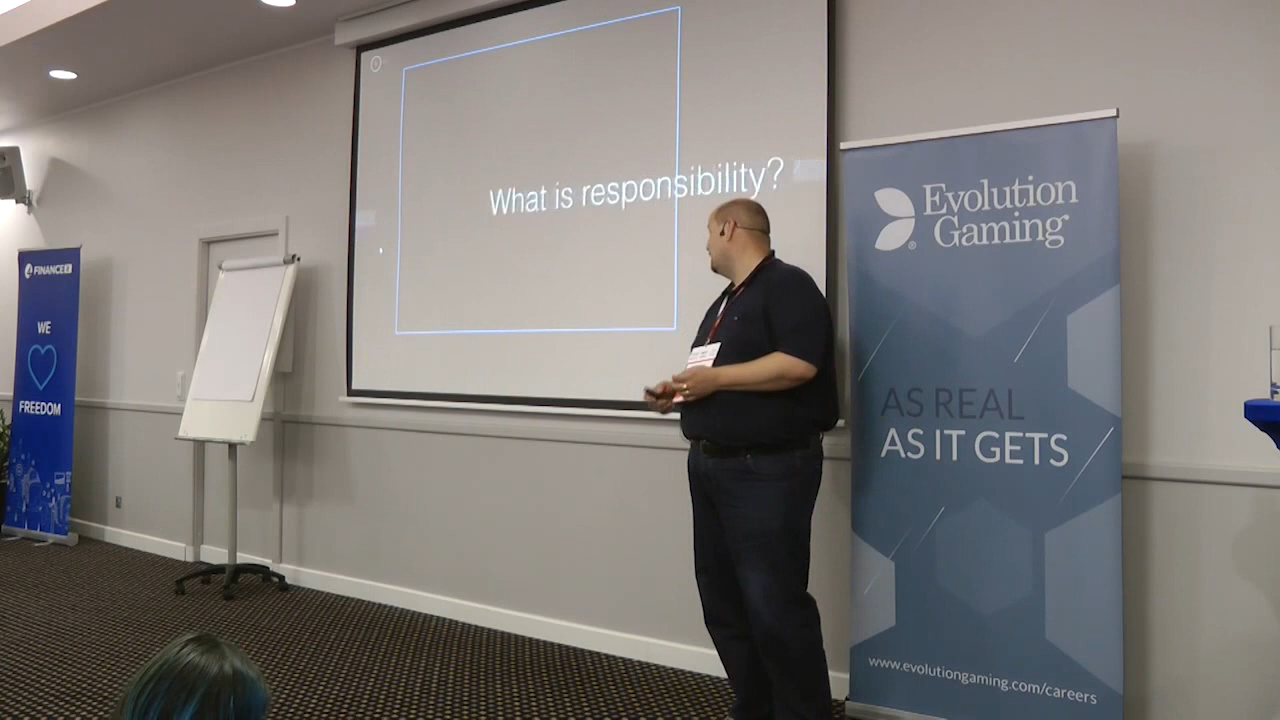 What is responsibility?
FINANCE
WE
FREEDOM
Evolution
Gaming
®
AS REAL
AS IT GETS
www.evolutiongaming.com/careers